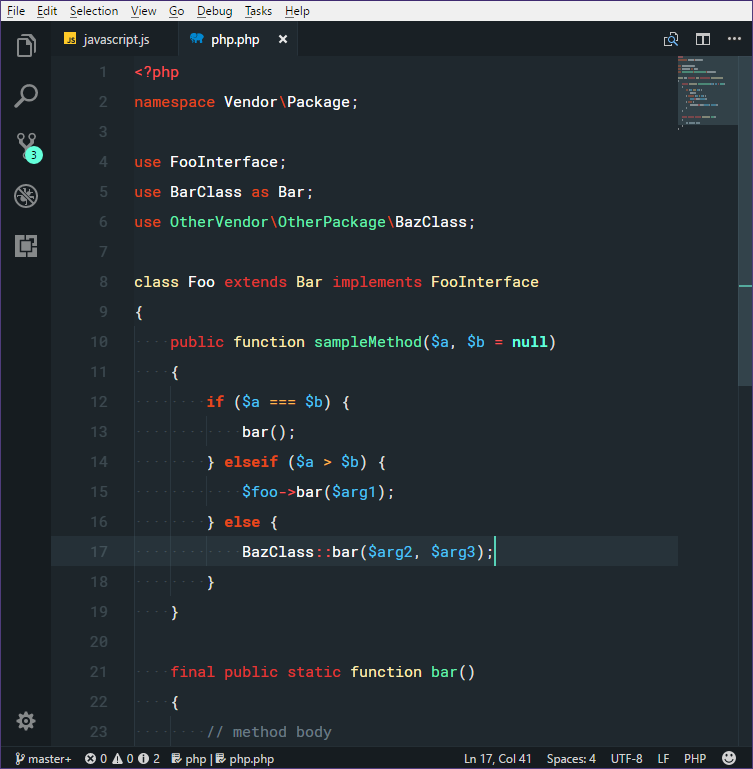 File Edit Selection View Go Debug Tasks Help
JS javascript.js php.php ×
1 <?php
2 namespace Vendor\Package;
3
4 use FooInterface;
5 use BarClass as Bar;
6 use OtherVendor\OtherPackage\BazClass;
7
8 class Foo extends Bar implements FooInterface
9 {
10 public function sampleMethod($a, $b = null)
11 {
12 if ($a === $b) {
13 bar();
14 } elseif ($a > $b) {
15 $foo->bar($arg1);
16 } else {
17 BazClass::bar($arg2, $arg3);
18 }
19 }
20
21 final public static function bar()
22 {
23 // method body
3
master+ 0 0 2 php | php.php Ln 17, Col 41 Spaces: 4 UTF-8 LF PHP